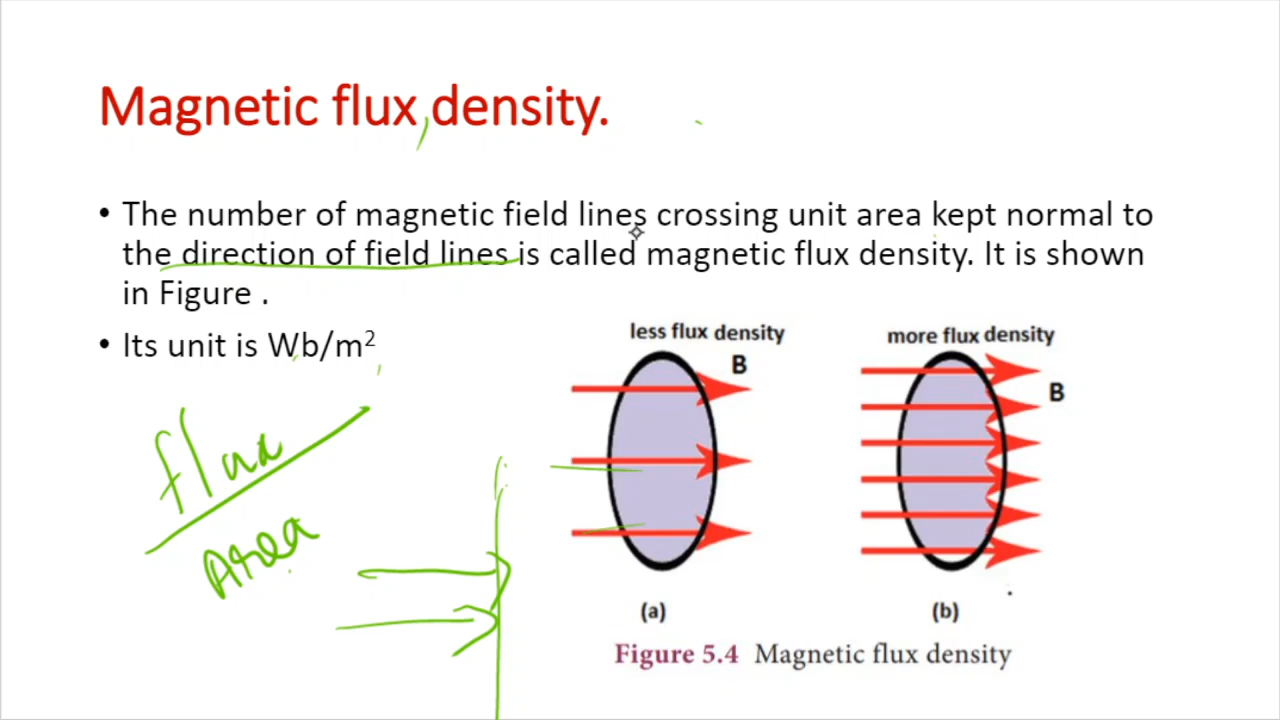 Magnetic flux density.
• The number of magnetic field lines crossing unit area kept normal to
the direction of field lines is called magnetic flux density. It is shown
in Figure .
• Its unit is Wb/m²
flux
Area
less flux density
B
more flux density
B
(a)
(b)
Figure 5.4 Magnetic flux density